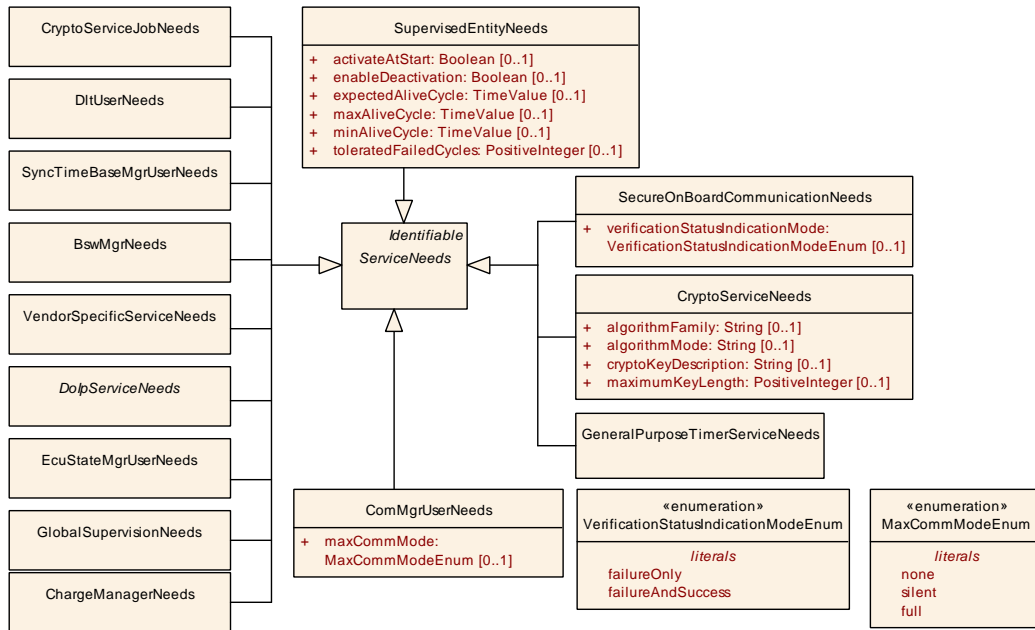 CryptoServiceJobNeeds
DltUserNeeds
SyncTimeBaseMgrUserNeeds
BswMgrNeeds
VendorSpecificServiceNeeds
DoIpServiceNeeds
EcuStateMgrUserNeeds
GlobalSupervisionNeeds
ChargeManagerNeeds
SupervisedEntityNeeds
+ activateAtStart: Boolean [0..1]
+ enableDeactivation: Boolean [0..1]
+ expectedAliveCycle: TimeValue [0..1]
+ maxAliveCycle: TimeValue [0..1]
+ minAliveCycle: TimeValue [0..1]
+ toleratedFailedCycles: PositiveInteger [0..1]
Identifiable
ServiceNeeds
ComMgrUserNeeds
+ maxCommMode:
MaxCommModeEnum [0..1]
SecureOnBoardCommunicationNeeds
+ verificationStatusIndicationMode:
VerificationStatusIndicationModeEnum [0..1]
CryptoServiceNeeds
+ algorithmFamily: String [0..1]
+ algorithmMode: String [0..1]
+ cryptoKeyDescription: String [0..1]
+ maximumKeyLength: PositiveInteger [0..1]
GeneralPurposeTimerServiceNeeds
«enumeration»
VerificationStatusIndicationModeEnum
literals
failureOnly
failureAndSuccess
«enumeration»
MaxCommModeEnum
literals
none
silent
full